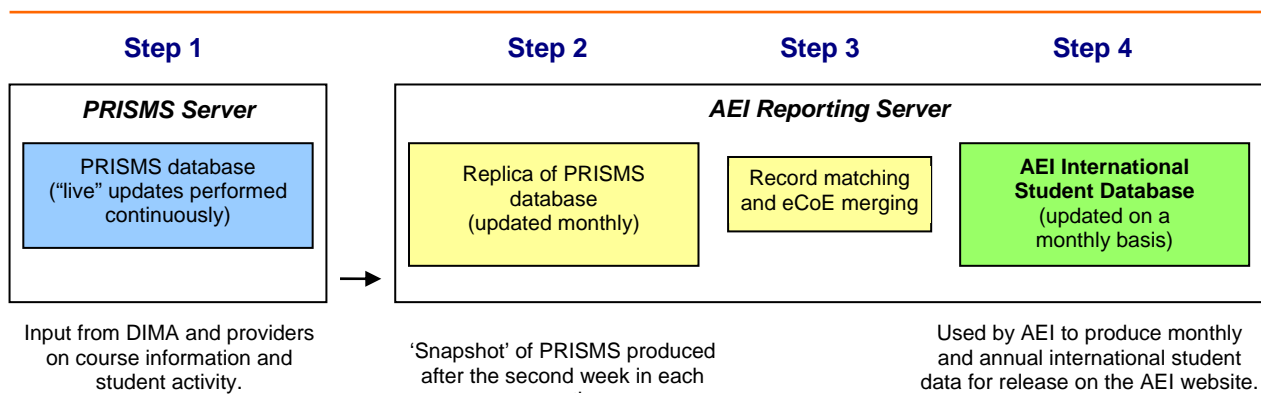 Step 1
Step 2
Step 3
Step 4
PRISMS Server
PRISMS database
(“live” updates performed
continuously)
AEI Reporting Server
Replica of PRISMS
database
(updated monthly)
Record matching
and eCoE merging
AEI International
Student Database
(updated on a
monthly basis)
Input from DIMA and providers
on course information and
student activity.
‘Snapshot’ of PRISMS produced
after the second week in each
Used by AEI to produce monthly
and annual international student
data for release on the AEI website.